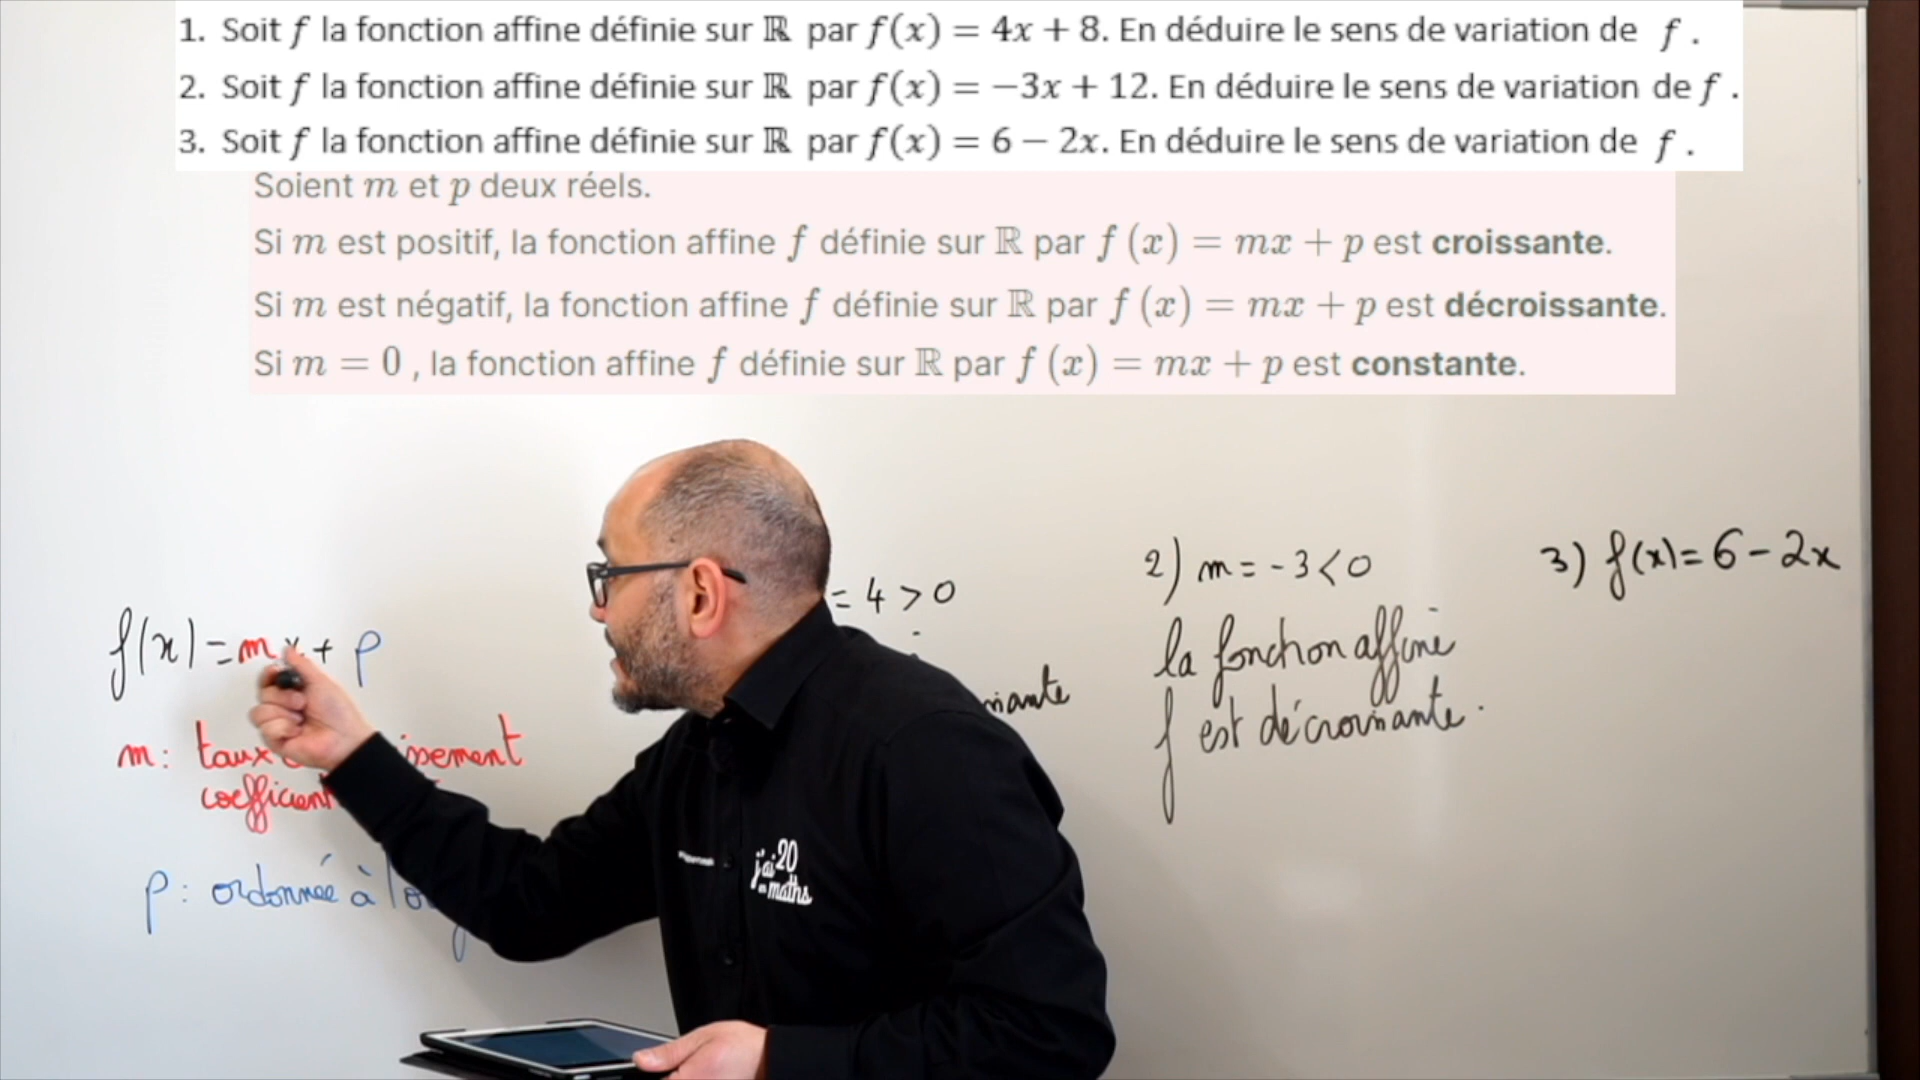 1. Soit f la fonction affine définie sur ℝ par f(x) = 4x + 8. En déduire le sens de variation de f .
2. Soit f la fonction affine définie sur ℝ par f(x) = −3x + 12. En déduire le sens de variation de f .
3. Soit f la fonction affine définie sur ℝ par f(x) = 6 − 2x. En déduire le sens de variation de f .
Soient m et p deux réels.
Si m est positif, la fonction affine f définie sur ℝ par f (x) = mx + p est croissante.
Si m est négatif, la fonction affine f définie sur ℝ par f (x) = mx + p est décroissante.
Si m = 0 , la fonction affine f définie sur ℝ par f (x) = mx + p est constante.
f(x) = mx + p
m : taux
coefficient
p : ordonnée à
= 4 > 0
2) m = - 3 < 0
la fonction affine
f est décroissante.
3) f(x) = 6 - 2x
j'ai 20
en maths